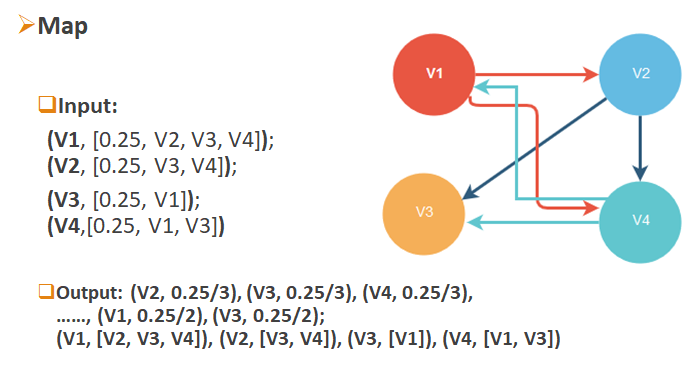 Map
Input:
(V1, [0.25, V2, V3, V4]);
(V2, [0.25, V3, V4]);
(V3, [0.25, V1]);
(V4,[0.25, V1, V3])
V1
V2
V3
V4
Output: (V2, 0.25/3), (V3, 0.25/3), (V4, 0.25/3),
......, (V1, 0.25/2), (V3, 0.25/2);
(V1, [V2, V3, V4]), (V2, [V3, V4]), (V3, [V1]), (V4, [V1, V3])